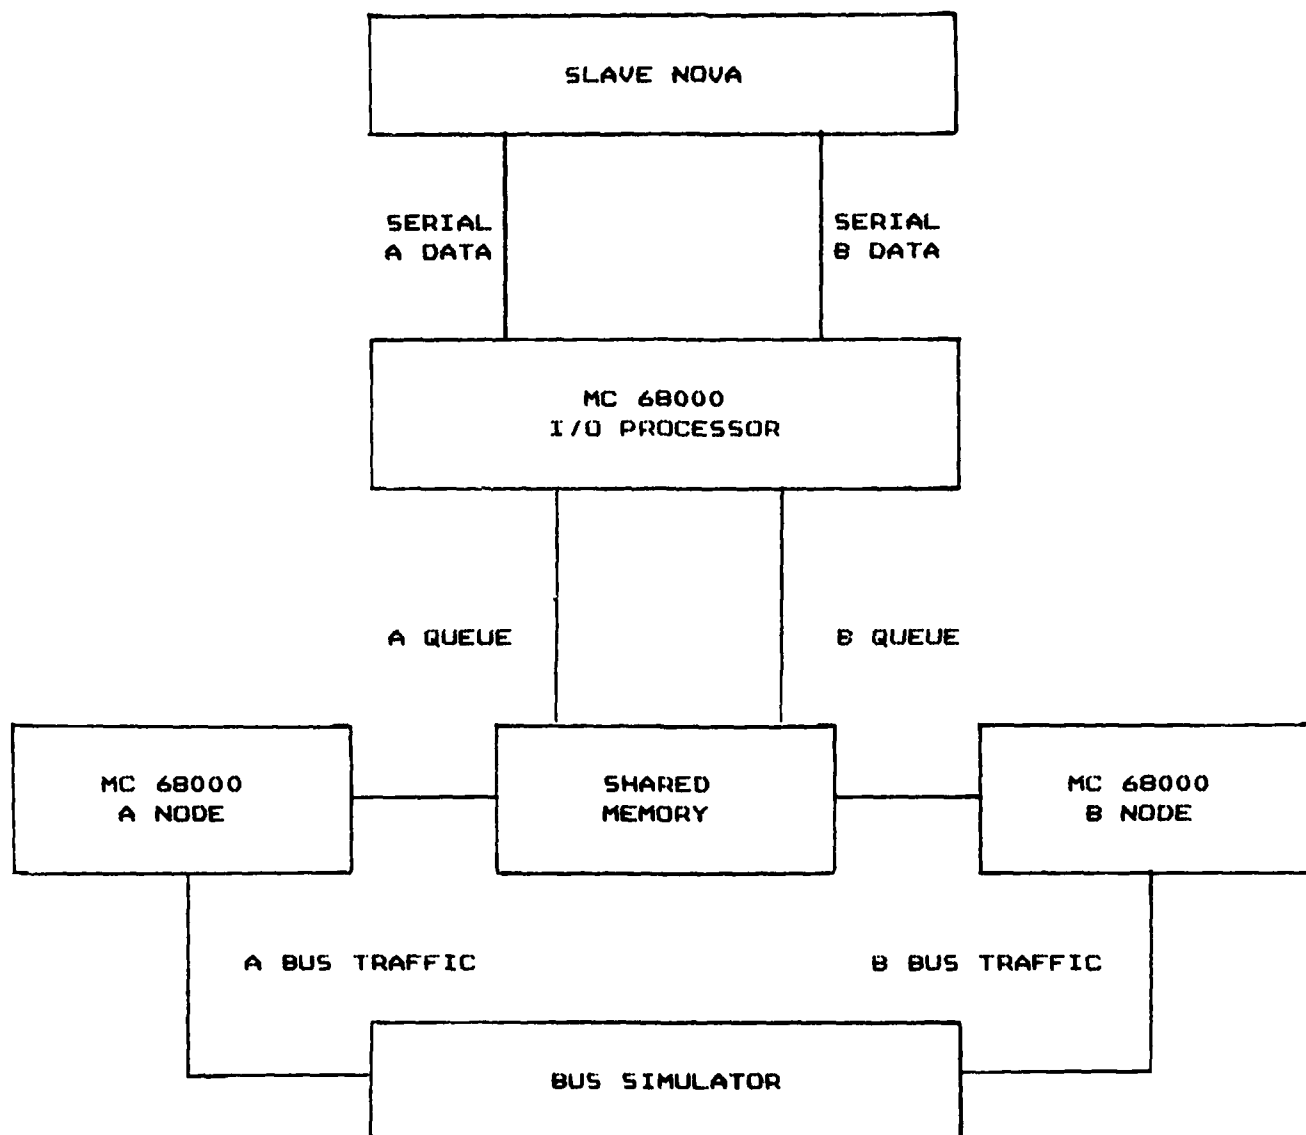 SLAVE NOVA
SERIAL
A DATA
SERIAL
B DATA
MC 68000
I/O PROCESSOR
A QUEUE
B QUEUE
MC 68000
A NODE
SHARED
MEMORY
MC 68000
B NODE
A BUS TRAFFIC
B BUS TRAFFIC
BUS SIMULATOR